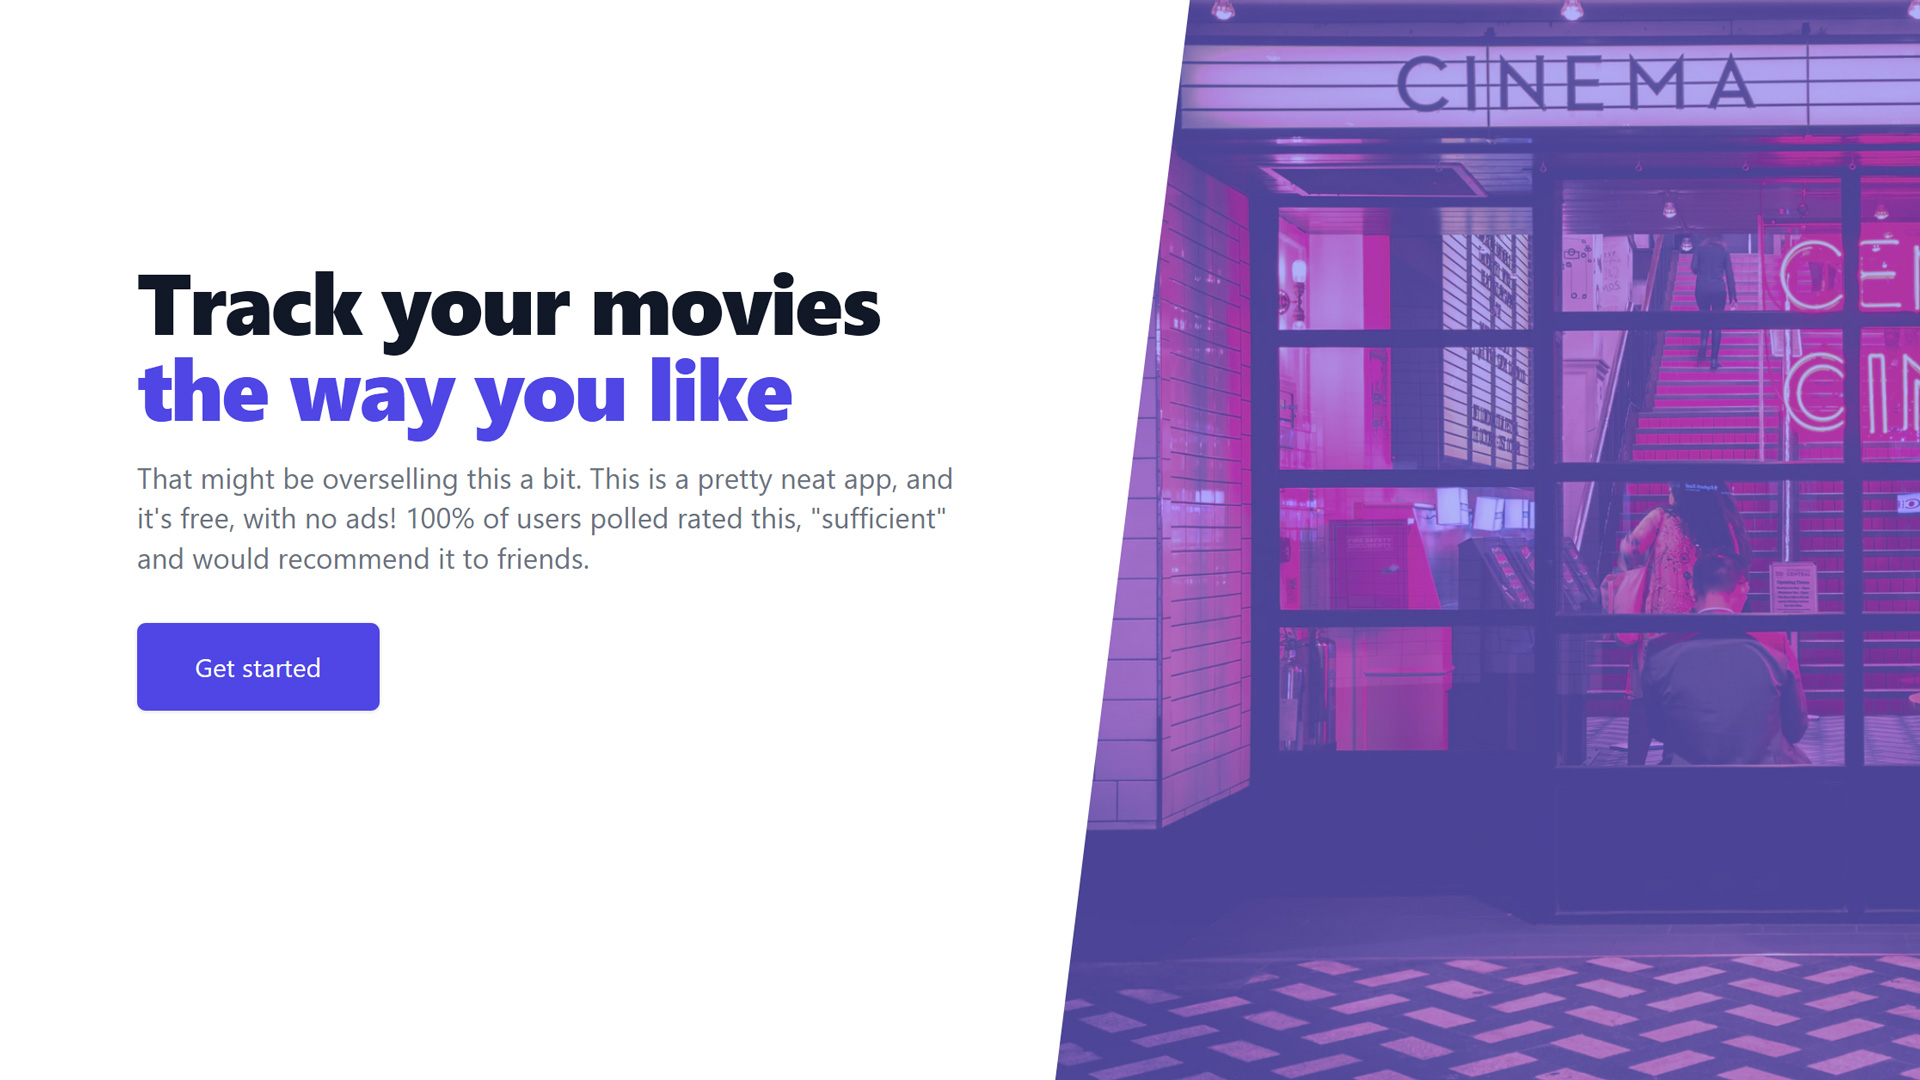 Track your movies
the way you like
That might be overselling this a bit. This is a pretty neat app, and
it's free, with no ads! 100% of users polled rated this, "sufficient"
and would recommend it to friends.
Get started
CINEMA